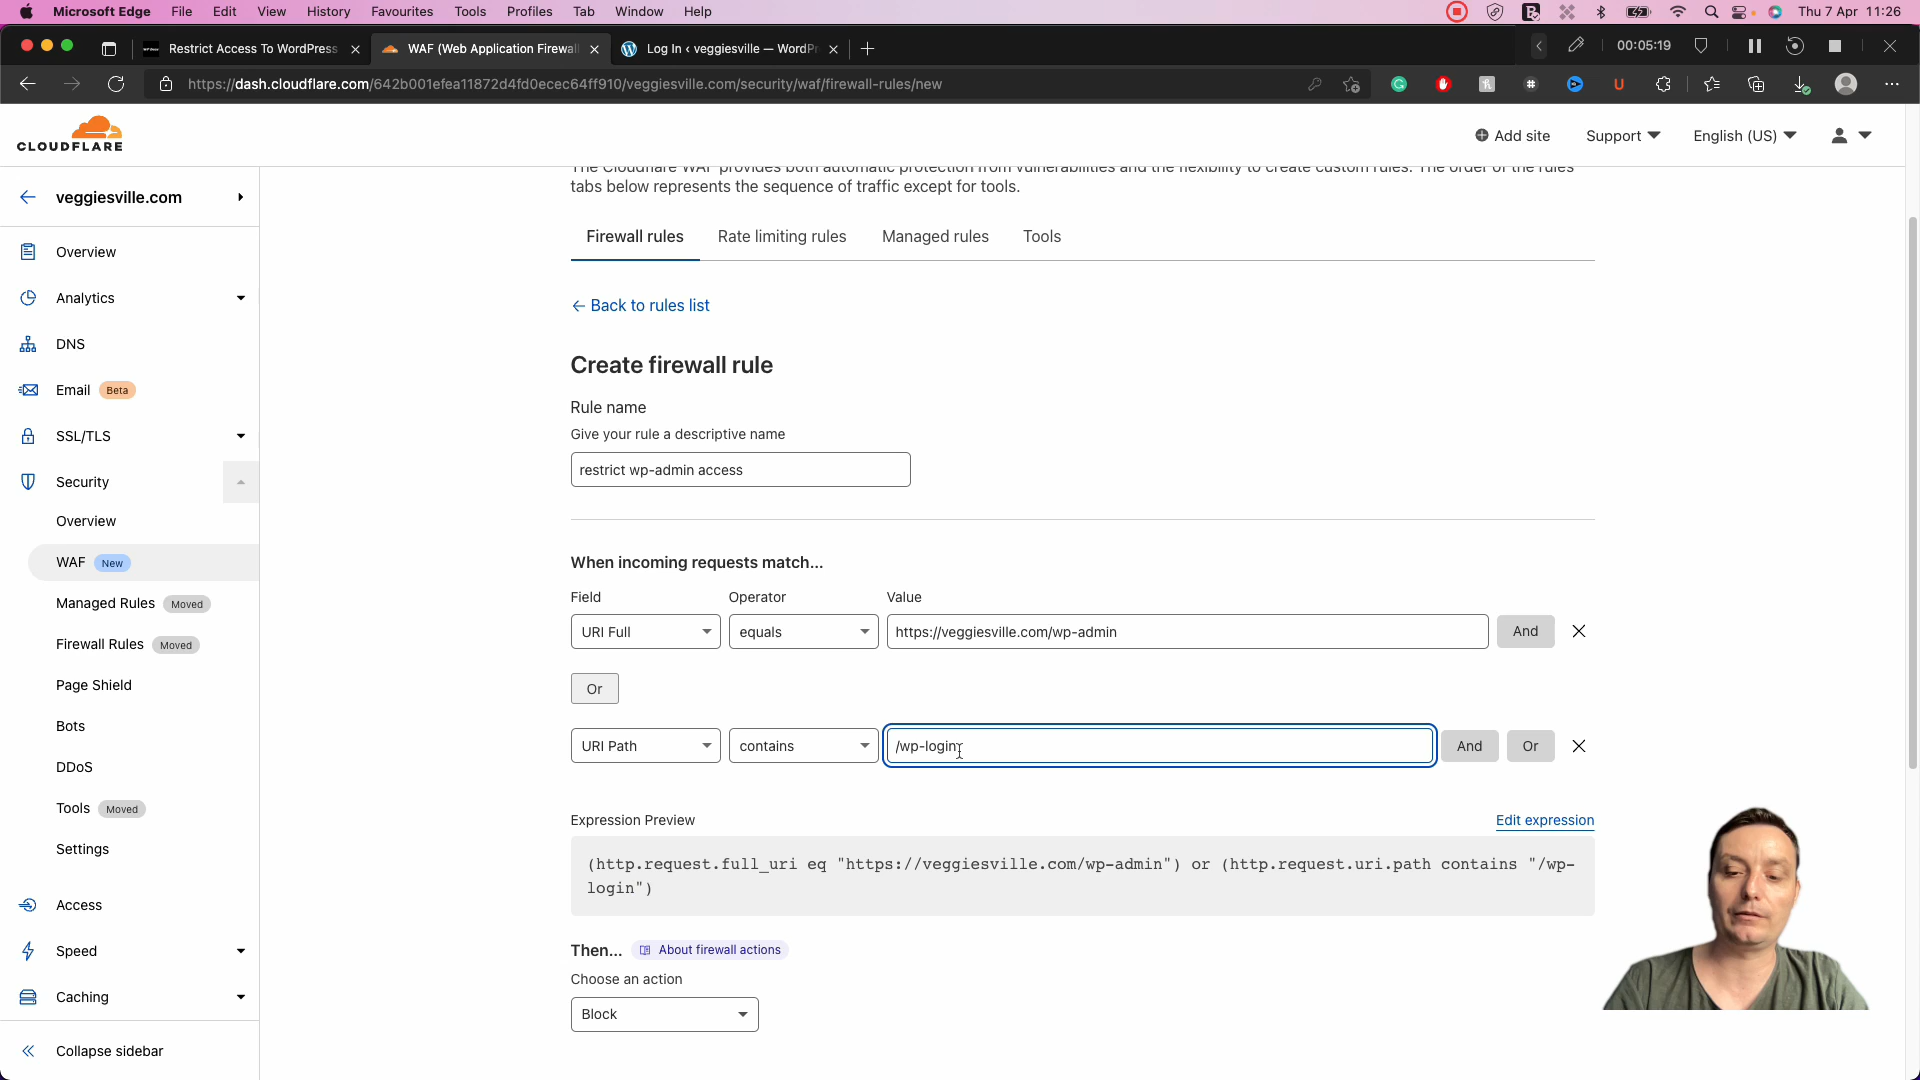 Microsoft Edge File Edit View History Favourites Tools Profiles Tab Window Help Thu 7 Apr 11:26
Restrict Access To WordPress WAF (Web Application Firewall Log In ‹ veggiesville — WordPr 00:05:19
https://dash.cloudflare.com/642b001efea11872d4fd0ecec64ff910/veggiesville.com/security/waf/firewall-rules/new
CLOUDFLARE Add site Support English (US)
The Cloudflare WAF provides both automatic protection from vulnerabilities and the flexibility to create custom rules. The order of the rules
tabs below represents the sequence of traffic except for tools.
veggiesville.com
Overview
Analytics
DNS
Email Beta
SSL/TLS
Security
Overview
WAF New
Managed Rules Moved
Firewall Rules Moved
Page Shield
Bots
DDoS
Tools Moved
Settings
Access
Speed
Caching
Collapse sidebar
Firewall rules Rate limiting rules Managed rules Tools
Back to rules list
Create firewall rule
Rule name
Give your rule a descriptive name
restrict wp-admin access
When incoming requests match...
Field Operator Value
URI Full equals https://veggiesville.com/wp-admin And
Or
URI Path contains /wp-login And Or
Expression Preview Edit expression
(http.request.full_uri eq "https://veggiesville.com/wp-admin") or (http.request.uri.path contains "/wp-
login")
Then... About firewall actions
Choose an action
Block